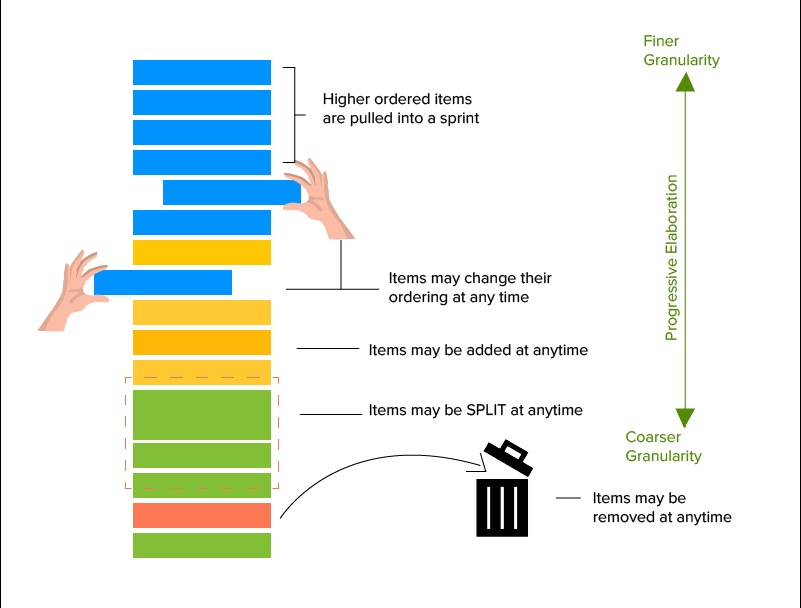 Finer
Granularity
Higher ordered items
are pulled into a sprint
Progressive Elaboration
Items may change their
ordering at any time
Items may be added at anytime
Items may be SPLIT at anytime
Coarser
Granularity
Items may be
removed at anytime